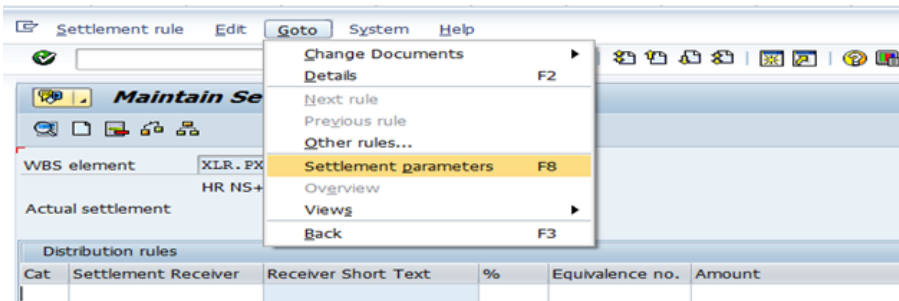 Settlement rule Edit Goto System Help
Change Documents
Details F2
Maintain Se
Next rule
Previous rule
Other rules...
WBS element XLR.PX
Settlement parameters F8
HR NS+
Overview
Actual settlement
Views
Back F3
Distribution rules
Cat Settlement Receiver Receiver Short Text % Equivalence no. Amount